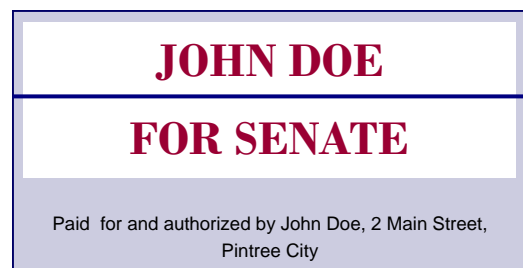 JOHN DOE
FOR SENATE
Paid for and authorized by John Doe, 2 Main Street,
Pintree City